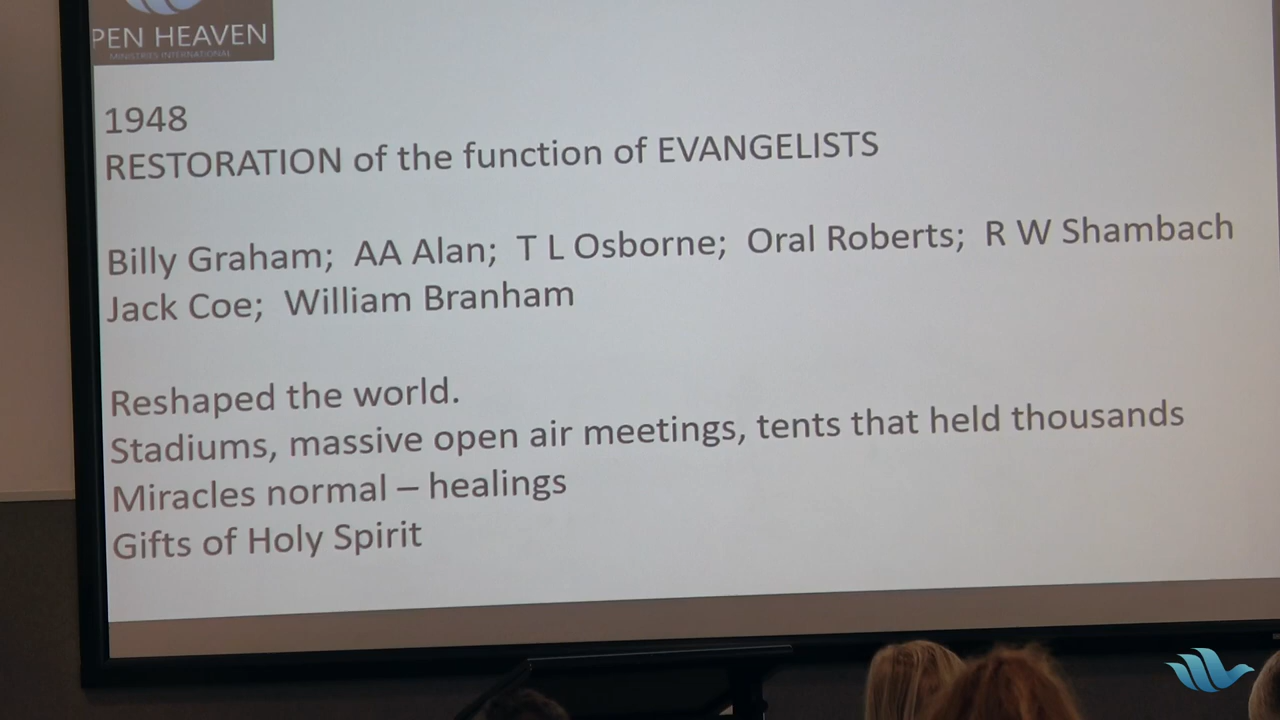 PEN HEAVEN
MINISTRIES INTERNATIONAL
1948
RESTORATION of the function of EVANGELISTS
Billy Graham; AA Alan; T L Osborne; Oral Roberts; R W Shambach
Jack Coe; William Branham
Reshaped the world.
Stadiums, massive open air meetings, tents that held thousands
Miracles normal – healings
Gifts of Holy Spirit